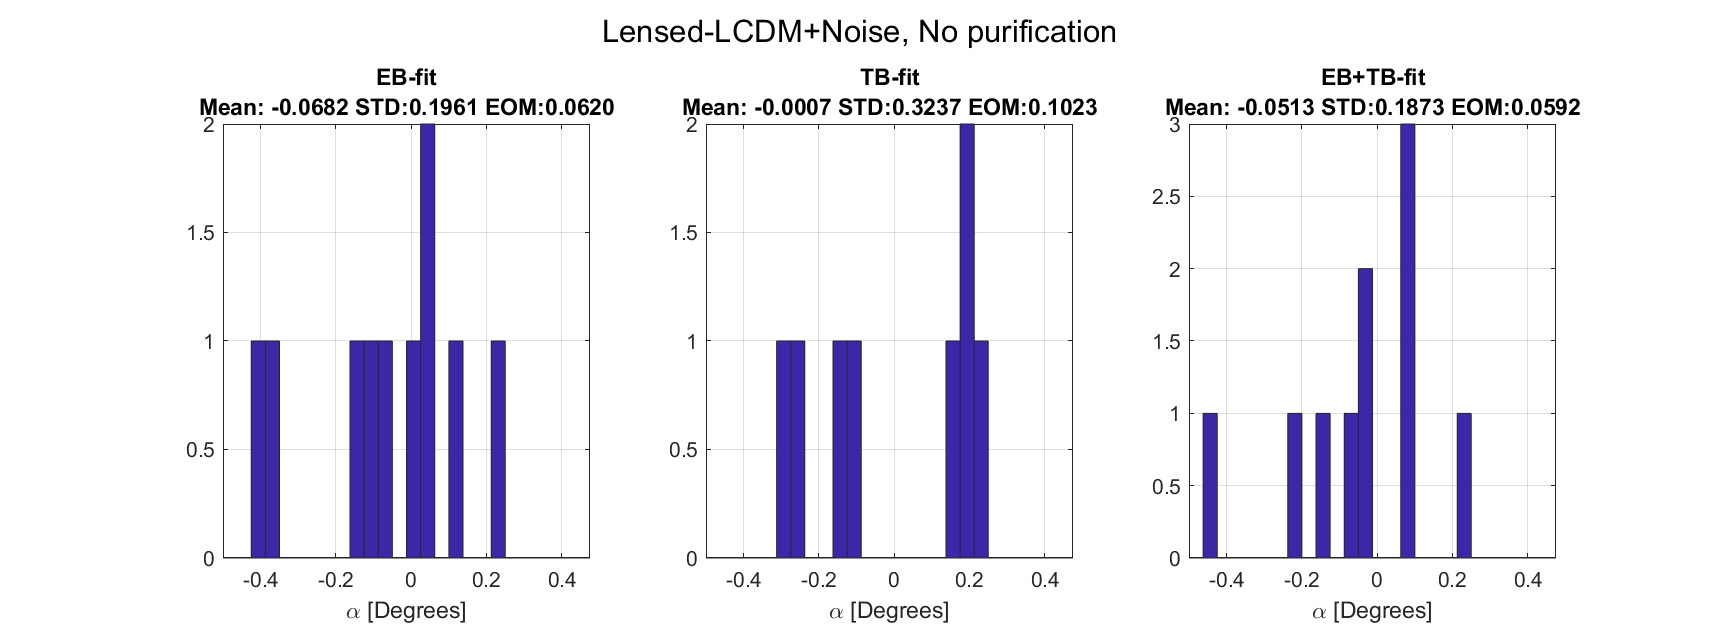 Lensed-LCDM+Noise, No purification
EB-fit
Mean: -0.0682 STD:0.1961 EOM:0.0620
2
1.5
1
0.5
0
-0.4 -0.2 0 0.2 0.4
α [Degrees]
TB-fit
Mean: -0.0007 STD:0.3237 EOM:0.1023
2
1.5
1
0.5
0
-0.4 -0.2 0 0.2 0.4
α [Degrees]
EB+TB-fit
Mean: -0.0513 STD:0.1873 EOM:0.0592
3
2.5
2
1.5
1
0.5
0
-0.4 -0.2 0 0.2 0.4
α [Degrees]